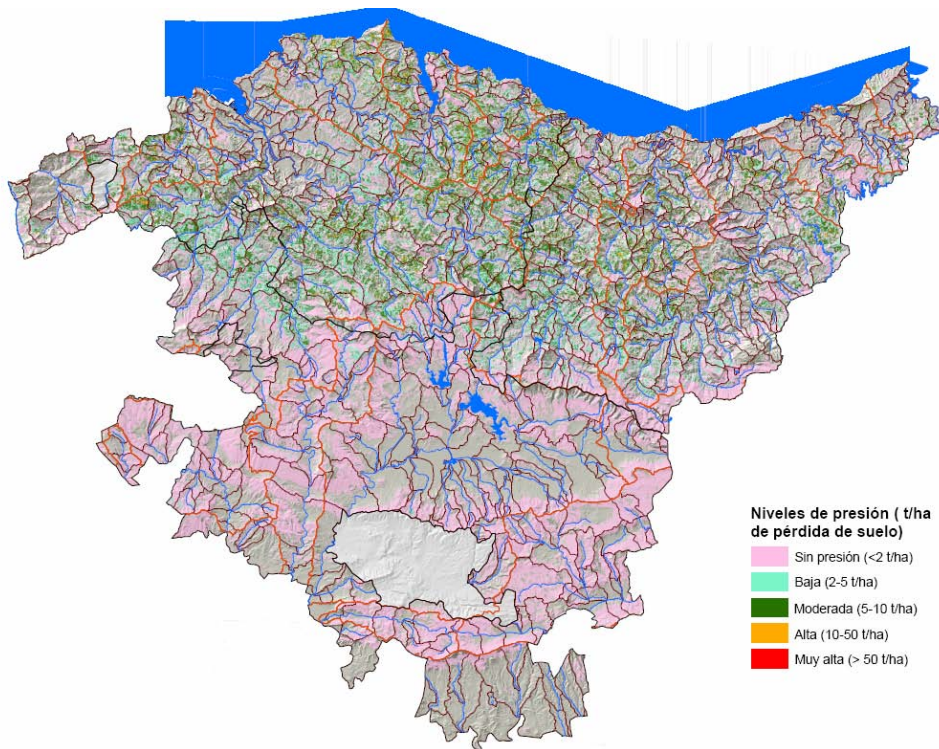 Niveles de presión ( t/ha
de pérdida de suelo)
Sin presión (<2 t/ha)
Baja (2-5 t/ha)
Moderada (5-10 t/ha)
Alta (10-50 t/ha)
Muy alta (> 50 t/ha)